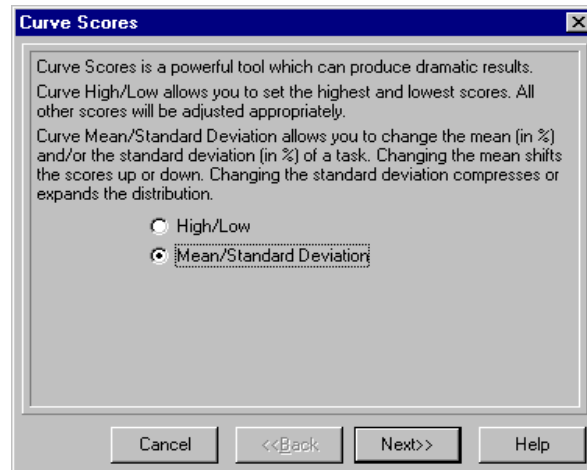 Curve Scores
Curve Scores is a powerful tool which can produce dramatic results.
Curve High/Low allows you to set the highest and lowest scores. All
other scores will be adjusted appropriately.
Curve Mean/Standard Deviation allows you to change the mean (in %)
and/or the standard deviation (in %) of a task. Changing the mean shifts
the scores up or down. Changing the standard deviation compresses or
expands the distribution.
High/Low
Mean/Standard Deviation
Cancel <<Back Next>> Help